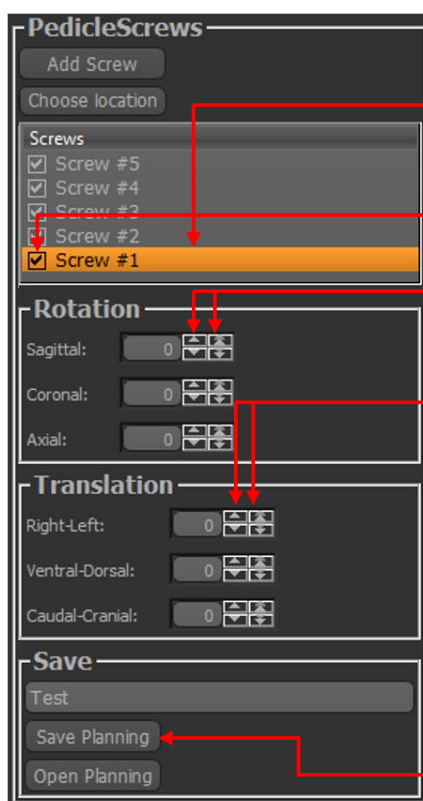 PedicleScrews
Add Screw
Choose location
Screws
Screw #5
Screw #4
Screw #3
Screw #2
Screw #1
Rotation
Sagittal: 0
Coronal: 0
Axial: 0
Translation
Right-Left: 0
Ventral-Dorsal: 0
Caudal-Cranial: 0
Save
Test
Save Planning
Open Planning